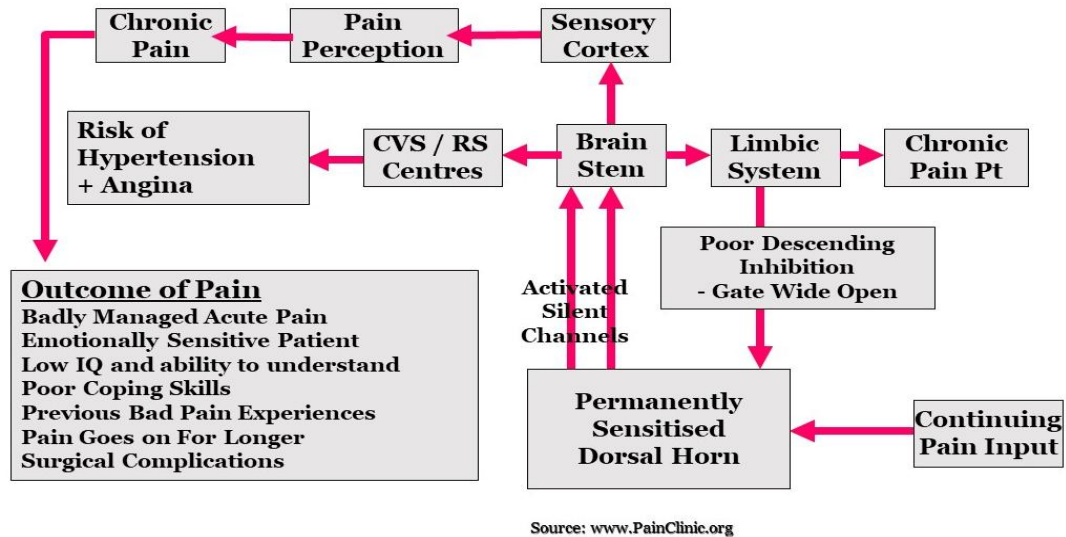 Chronic
Pain
Pain
Perception
Sensory
Cortex
Risk of
Hypertension
+ Angina
CVS / RS
Centres
Brain
Stem
Limbic
System
Chronic
Pain Pt
Poor Descending
Inhibition
- Gate Wide Open
Activated
Silent
Channels
Outcome of Pain
Badly Managed Acute Pain
Emotionally Sensitive Patient
Low IQ and ability to understand
Poor Coping Skills
Previous Bad Pain Experiences
Pain Goes on For Longer
Surgical Complications
Permanently
Sensitised
Dorsal Horn
Continuing
Pain Input
Source: www.PainClinic.org